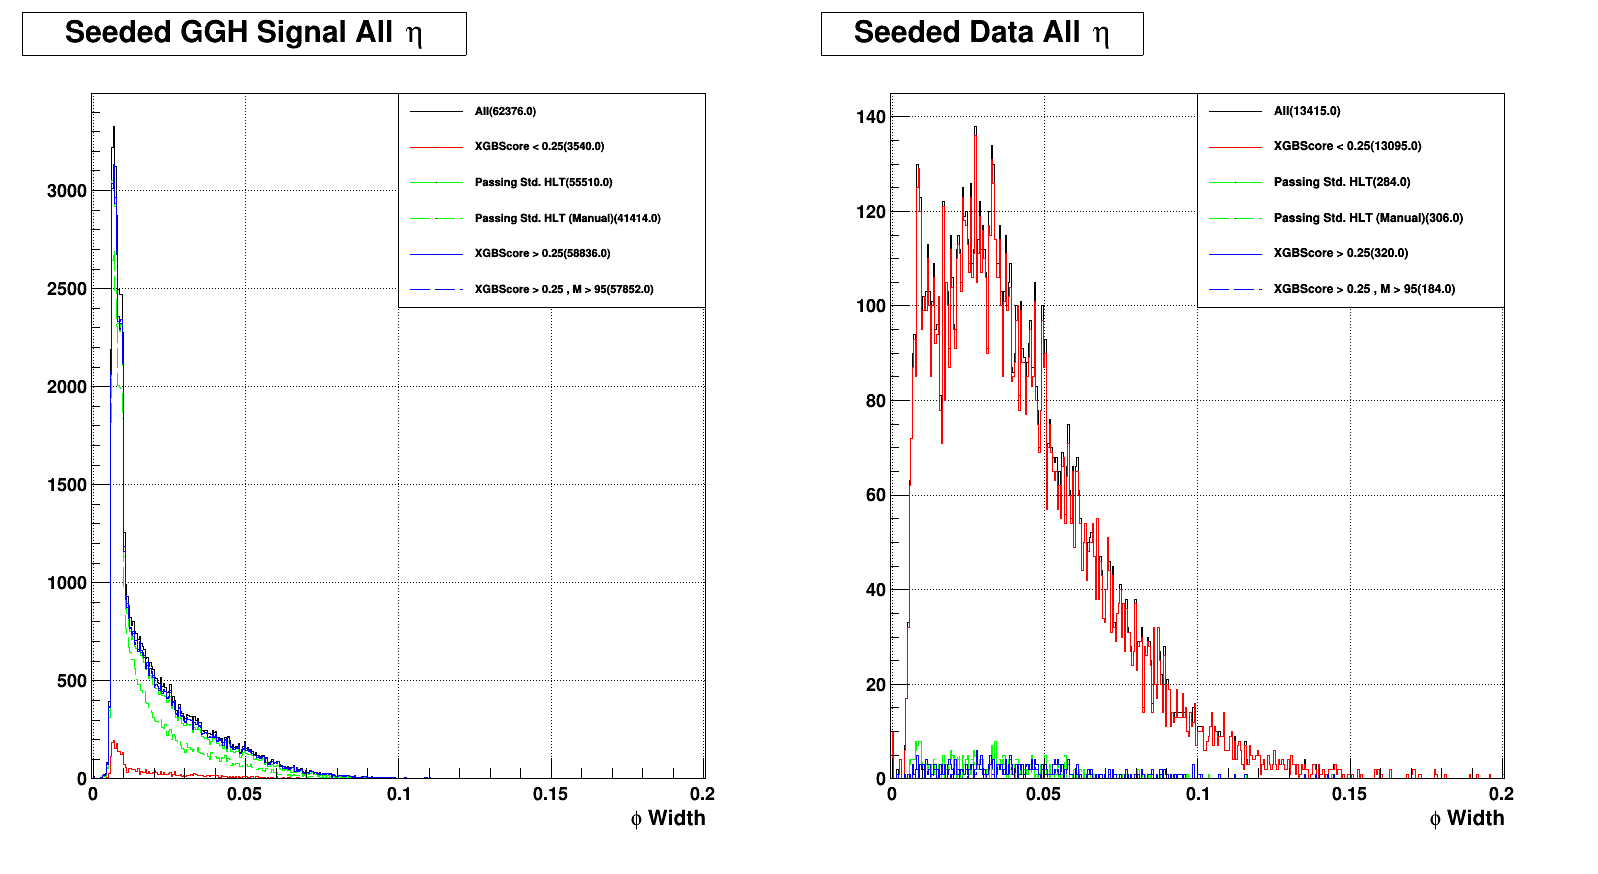 Seeded GGH Signal All η
All(62376.0)
XGBScore < 0.25(3540.0)
Passing Std. HLT(55510.0)
Passing Std. HLT (Manual)(41414.0)
XGBScore > 0.25(58836.0)
XGBScore > 0.25 , M > 95(57852.0)
3000
2500
2000
1500
1000
500
0
0 0.05 0.1 0.15 0.2
ϕ Width
Seeded Data All η
All(13415.0)
XGBScore < 0.25(13095.0)
Passing Std. HLT(284.0)
Passing Std. HLT (Manual)(306.0)
XGBScore > 0.25(320.0)
XGBScore > 0.25 , M > 95(184.0)
140
120
100
80
60
40
20
0
0 0.05 0.1 0.15 0.2
ϕ Width